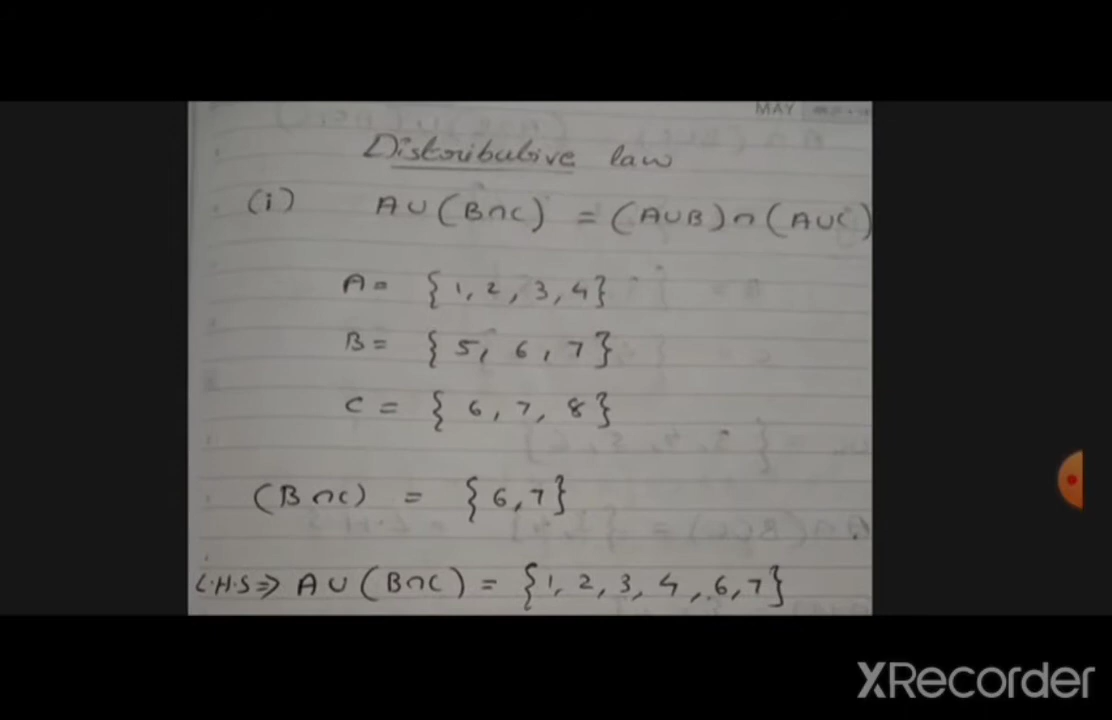 MAY
Distributive law
(i) A∪(B∩C) = (A∪B)∩(A∪C)
A= {1,2,3,4}
B= {5,6,7}
C = {6,7,8}
(B∩C) = {6,7}
L.H.S⇒ A∪(B∩C) = {1,2,3,4,6,7}
XRecorder